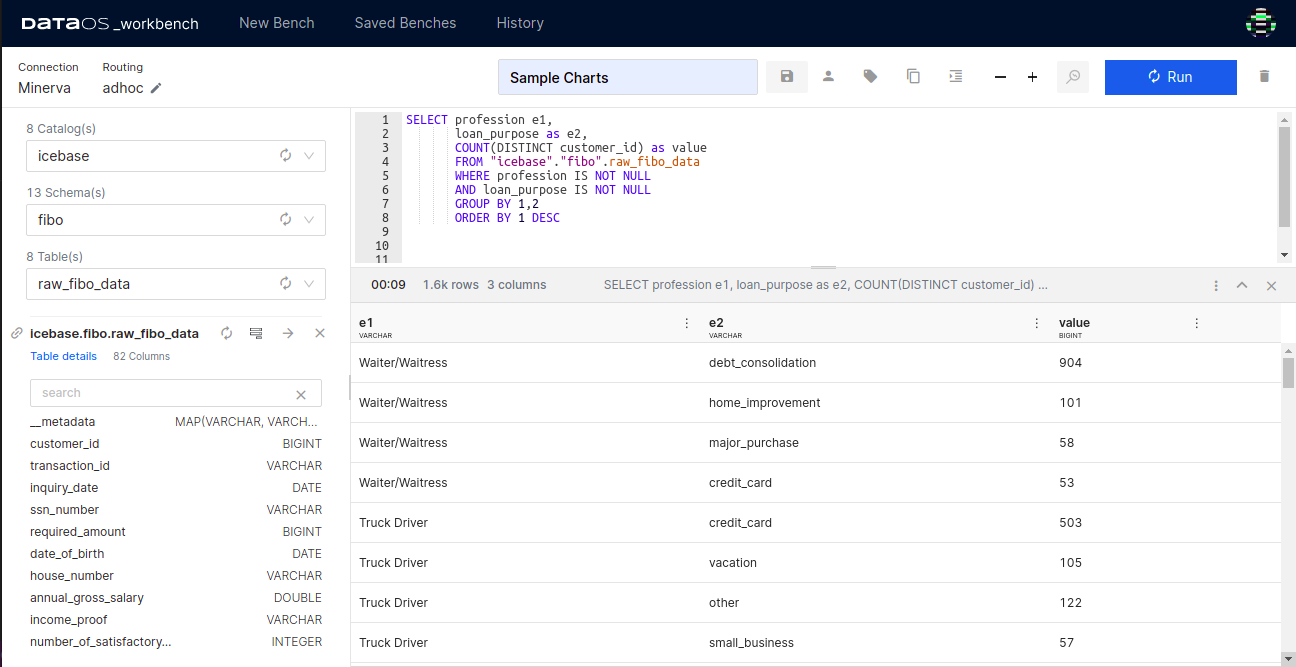 DATAOS _workbench New Bench Saved Benches History
Connection Routing
Minerva adhoc
Sample Charts
Run
8 Catalog(s)
icebase
13 Schema(s)
fibo
8 Table(s)
raw_fibo_data
icebase.fibo.raw_fibo_data
Table details 82 Columns
search
__metadata MAP(VARCHAR, VARCH...
customer_id BIGINT
transaction_id VARCHAR
inquiry_date DATE
ssn_number VARCHAR
required_amount BIGINT
date_of_birth DATE
house_number VARCHAR
annual_gross_salary DOUBLE
income_proof VARCHAR
number_of_satisfactory... INTEGER
1 SELECT profession e1,
2 loan_purpose as e2,
3 COUNT(DISTINCT customer_id) as value
4 FROM "icebase"."fibo".raw_fibo_data
5 WHERE profession IS NOT NULL
6 AND loan_purpose IS NOT NULL
7 GROUP BY 1,2
8 ORDER BY 1 DESC
9
10
11
00:09 1.6k rows 3 columns SELECT profession e1, loan_purpose as e2, COUNT(DISTINCT customer_id) ...
e1 e2 value
VARCHAR VARCHAR BIGINT
Waiter/Waitress debt_consolidation 904
Waiter/Waitress home_improvement 101
Waiter/Waitress major_purchase 58
Waiter/Waitress credit_card 53
Truck Driver credit_card 503
Truck Driver vacation 105
Truck Driver other 122
Truck Driver small_business 57